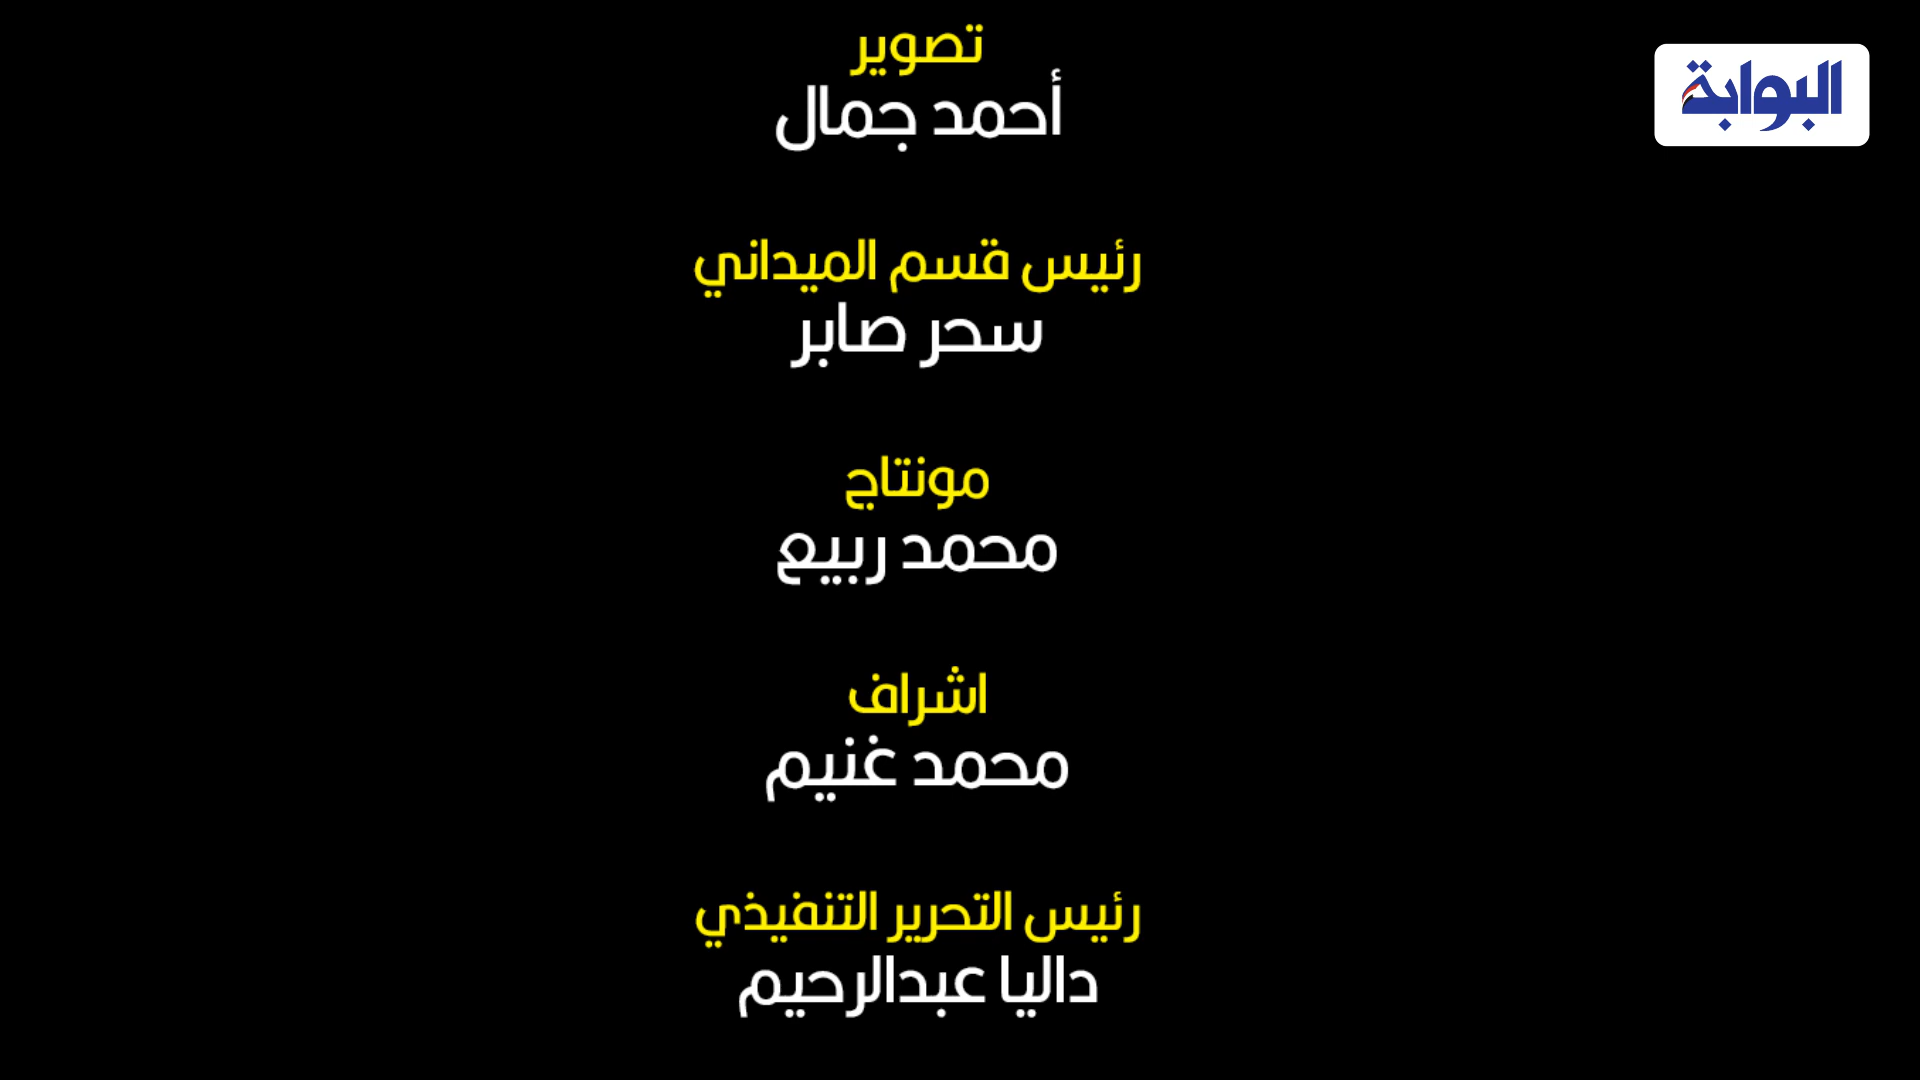 تصوير
البوابة
أحمد جمال
رئيس قسم الميداني
سحر صابر
مونتاج
محمد ربيع
اشراف
محمد غنيم
رئيس التحرير التنفيذي
داليا عبدالرحيم